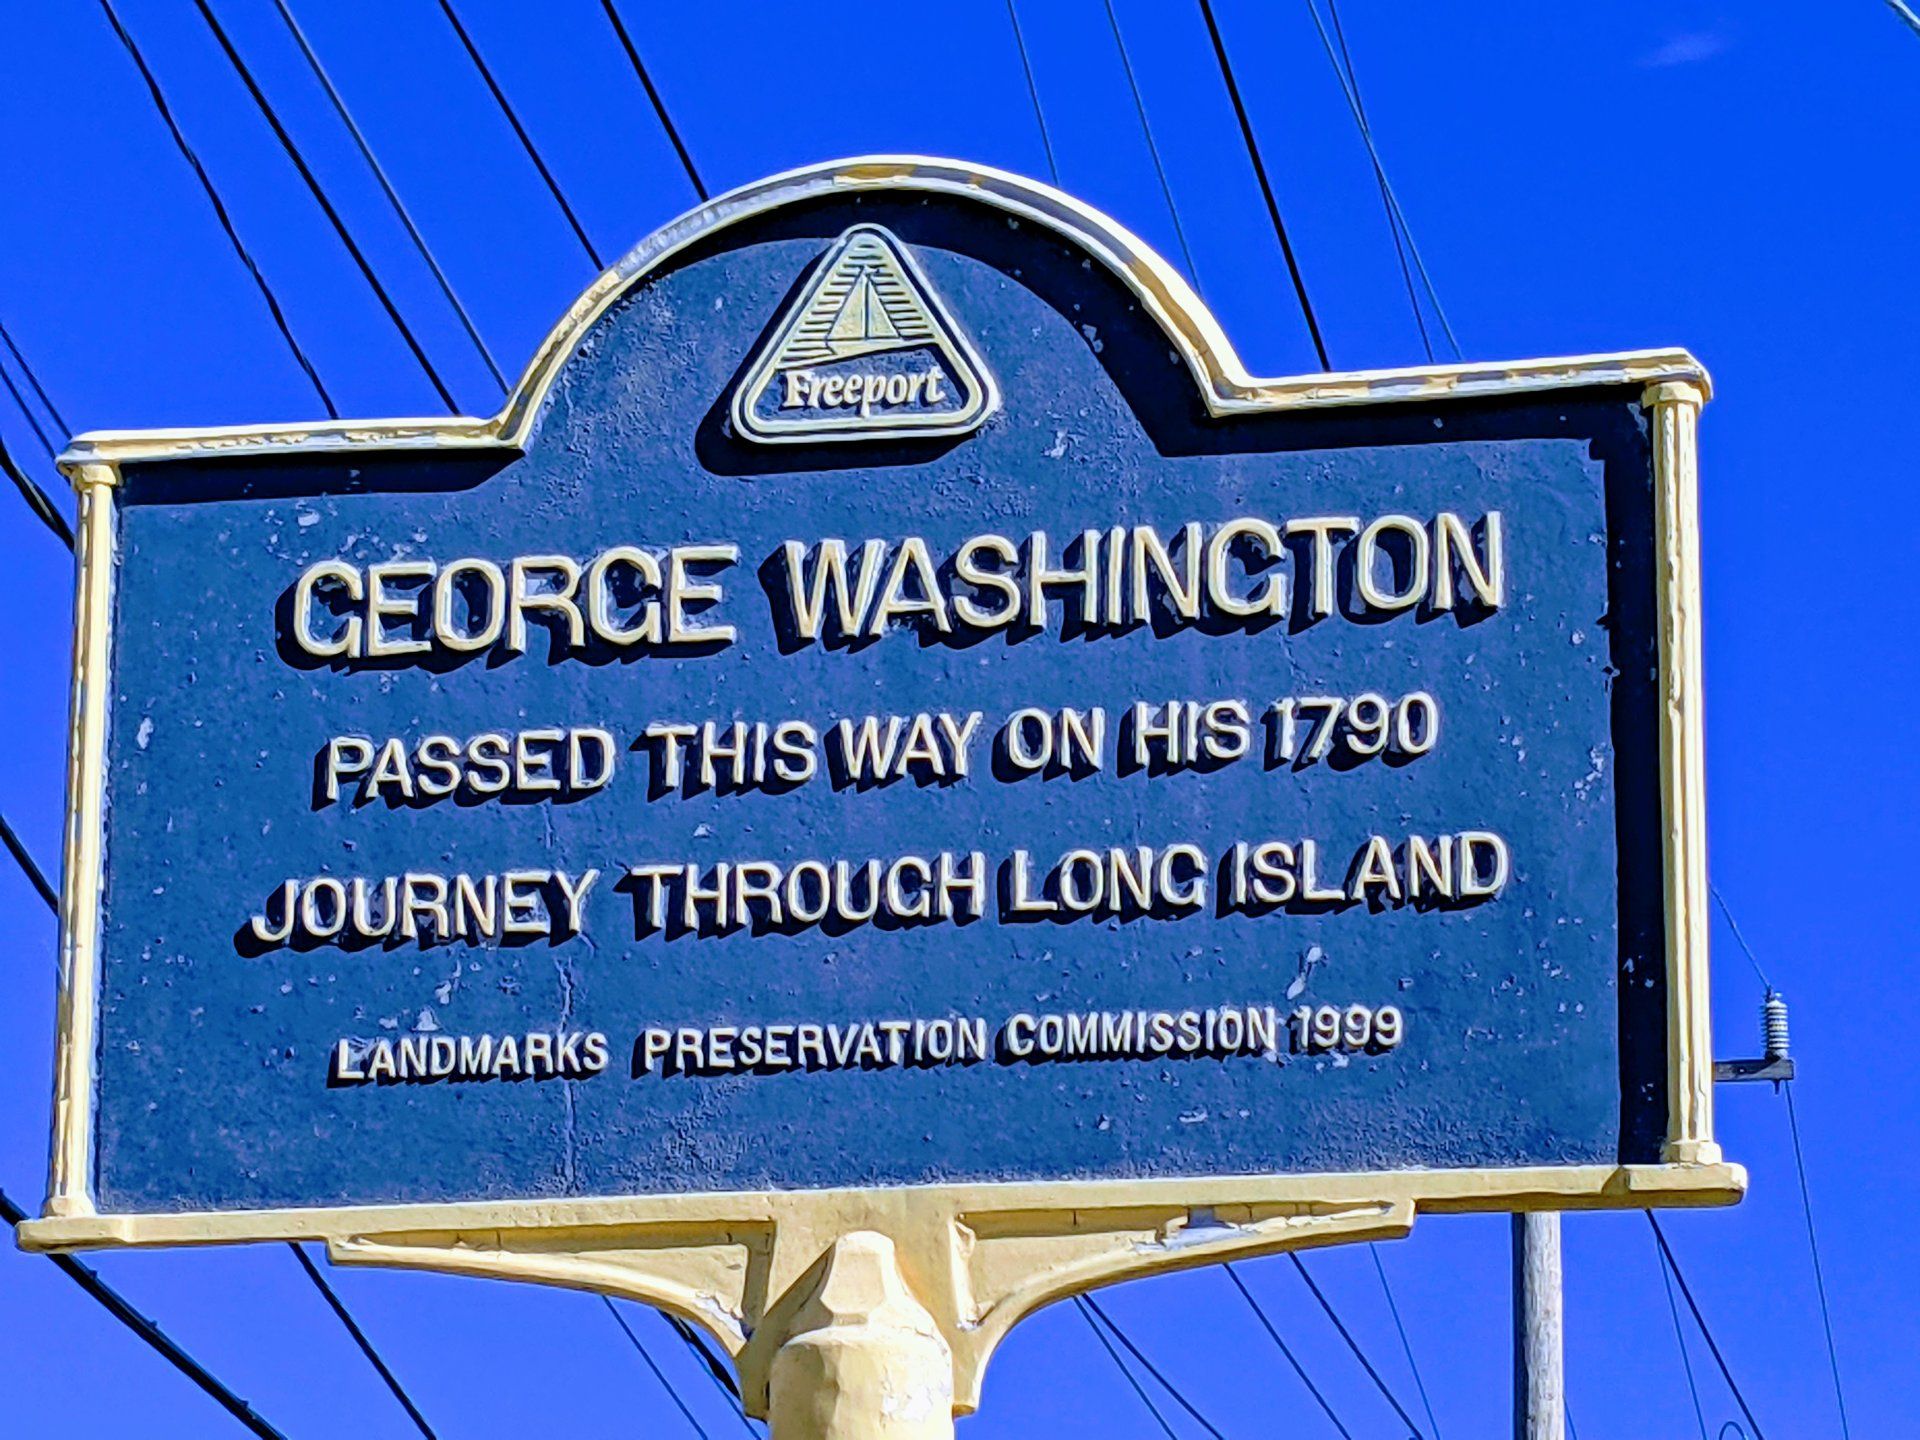 Freeport
GEORGE WASHINGTON
PASSED THIS WAY ON HIS 1790
JOURNEY THROUGH LONG ISLAND
LANDMARKS PRESERVATION COMMISSION 1999